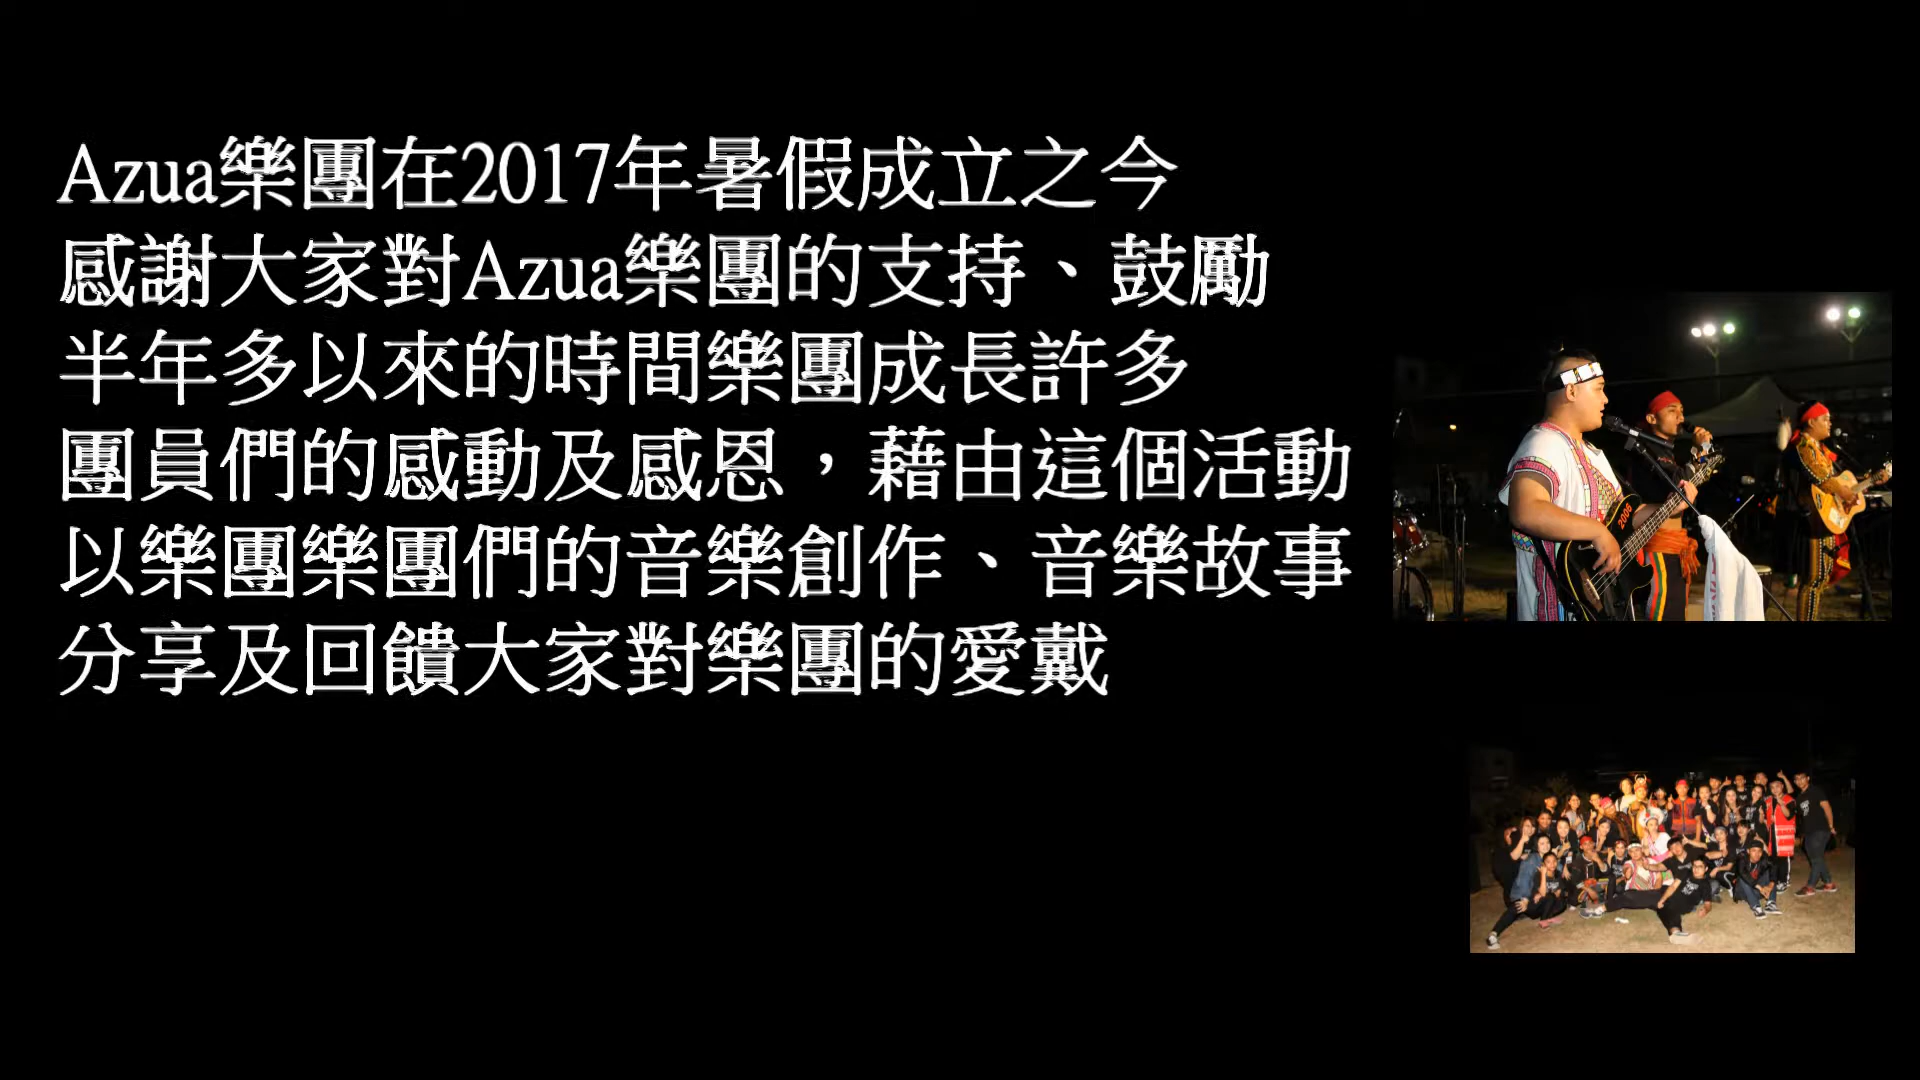 Azua樂團在2017年暑假成立之今
感謝大家對Azua樂團的支持、鼓勵
半年多以來的時間樂團成長許多
團員們的感動及感恩，藉由這個活動
以樂團樂團們的音樂創作、音樂故事
分享及回饋大家對樂團的愛戴
2006